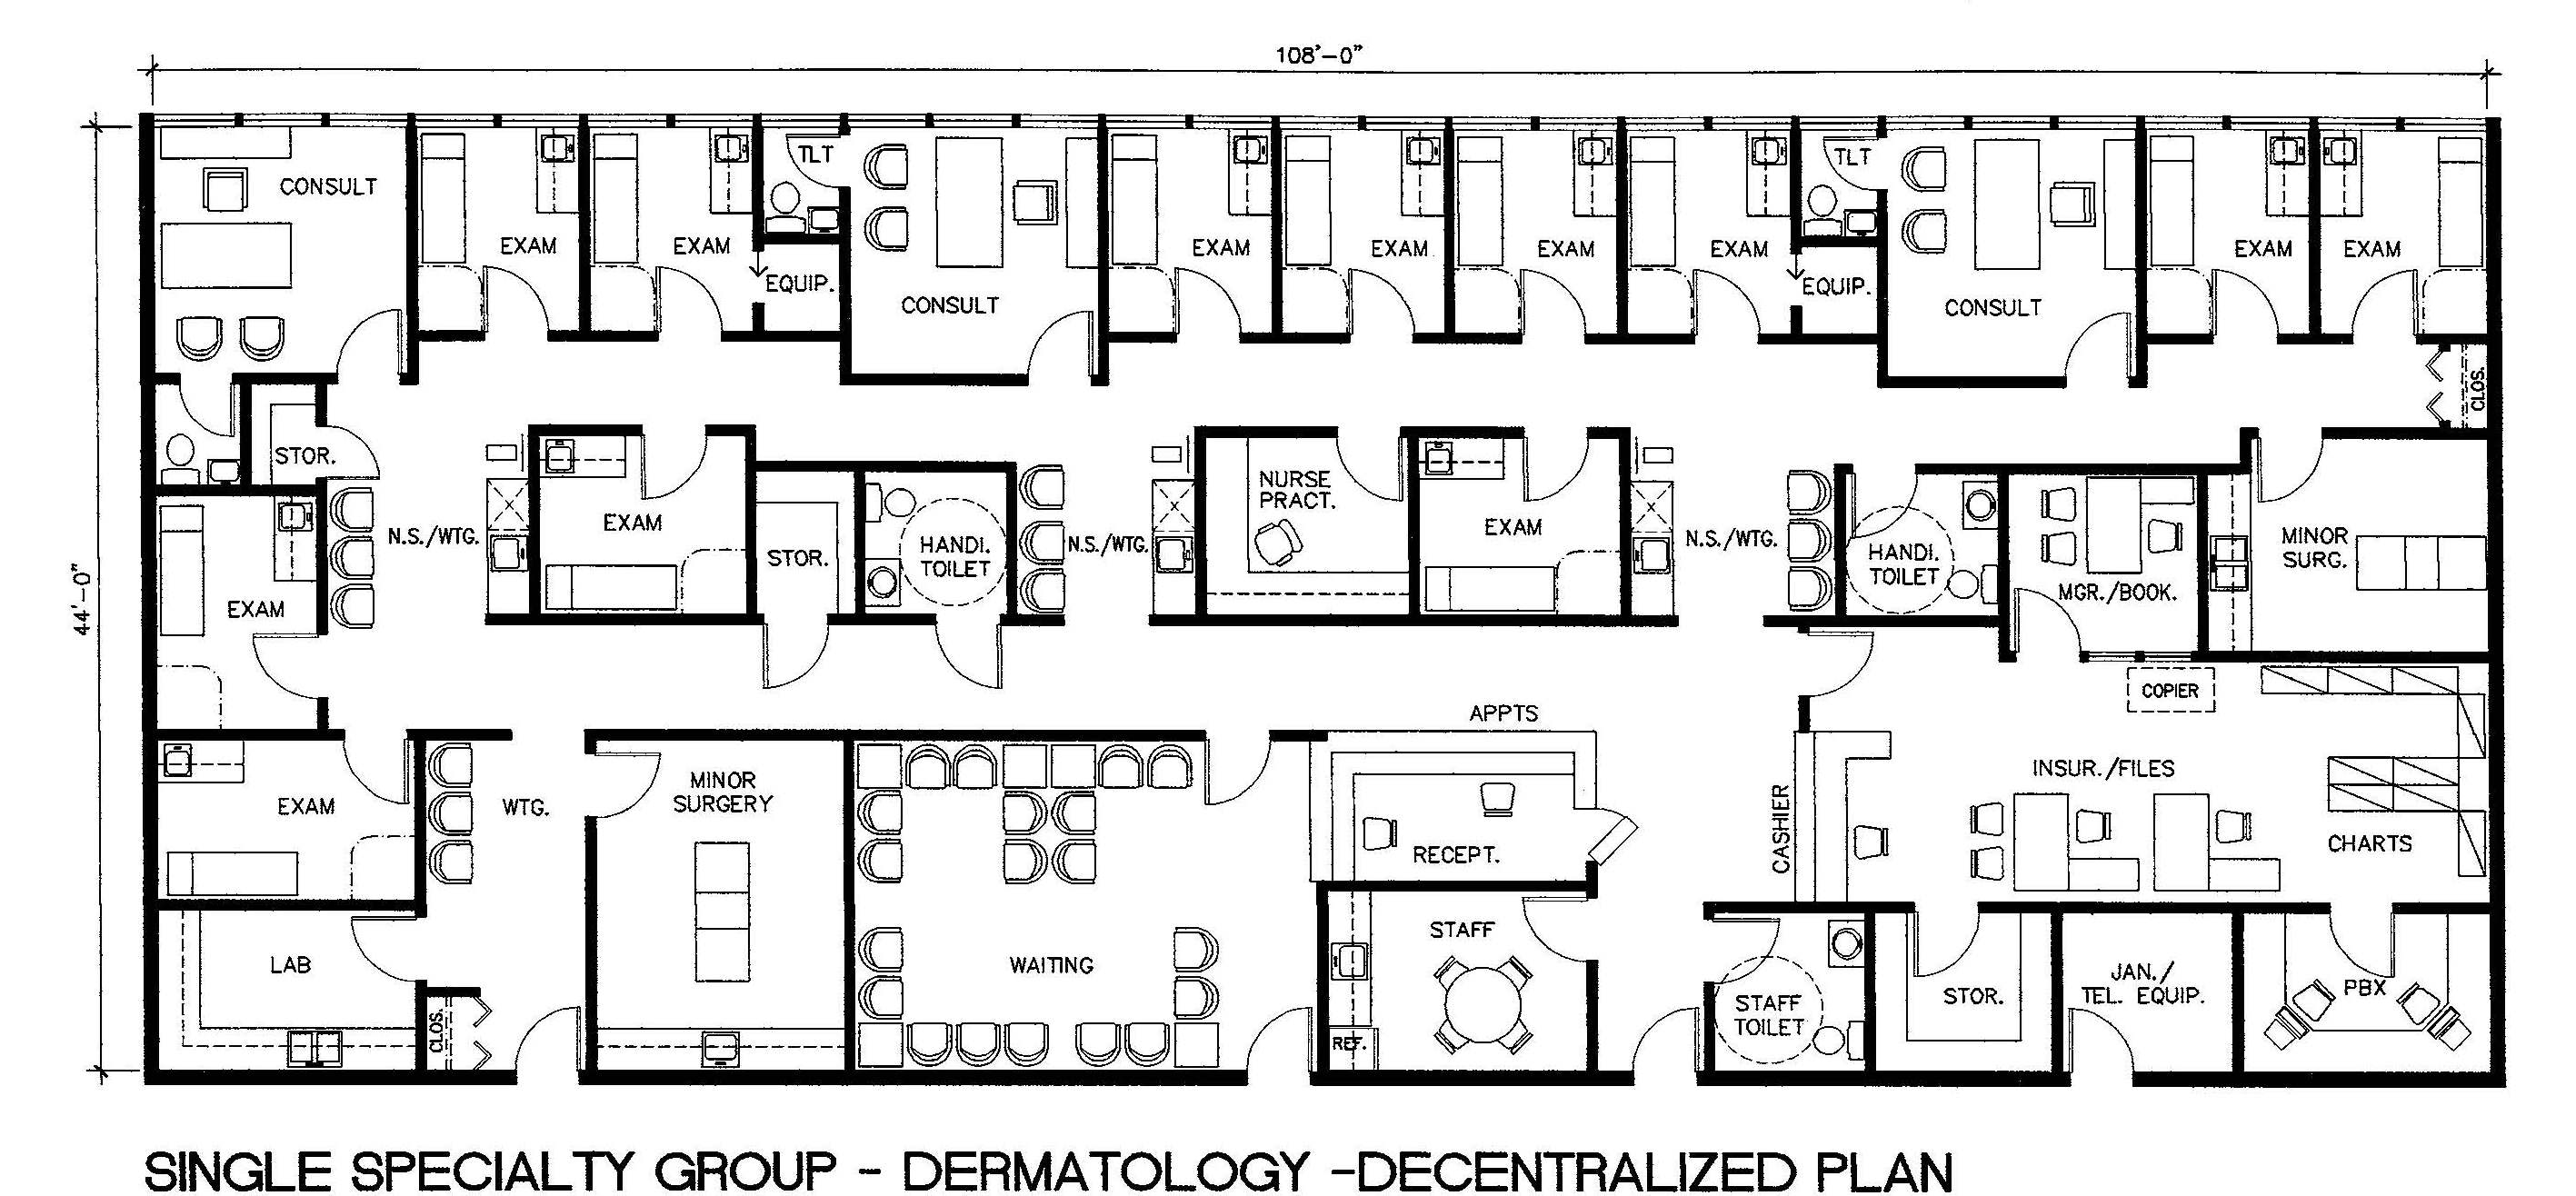 108'-0"
TLT
TLT
CONSULT
EXAM
EXAM
EXAM
EXAM
EXAM
EXAM
EXAM
EXAM
EQUIP.
EQUIP.
CONSULT
CONSULT
CLOS.
STOR.
NURSE
PRACT.
EXAM
EXAM
N.S./WTG.
N.S./WTG.
N.S./WTG.
STOR.
HANDI.
TOILET
HANDI.
TOILET
MINOR
SURG.
MGR./BOOK.
44'-0"
EXAM
COPIER
APPTS
INSUR./FILES
MINOR
SURGERY
EXAM
WTG.
CASHIER
RECEPT.
CHARTS
STAFF
LAB
WAITING
JAN./
TEL. EQUIP.
PBX
STOR.
STAFF
TOILET
CLOS.
REF.
SINGLE SPECIALTY GROUP - DERMATOLOGY -DECENTRALIZED PLAN